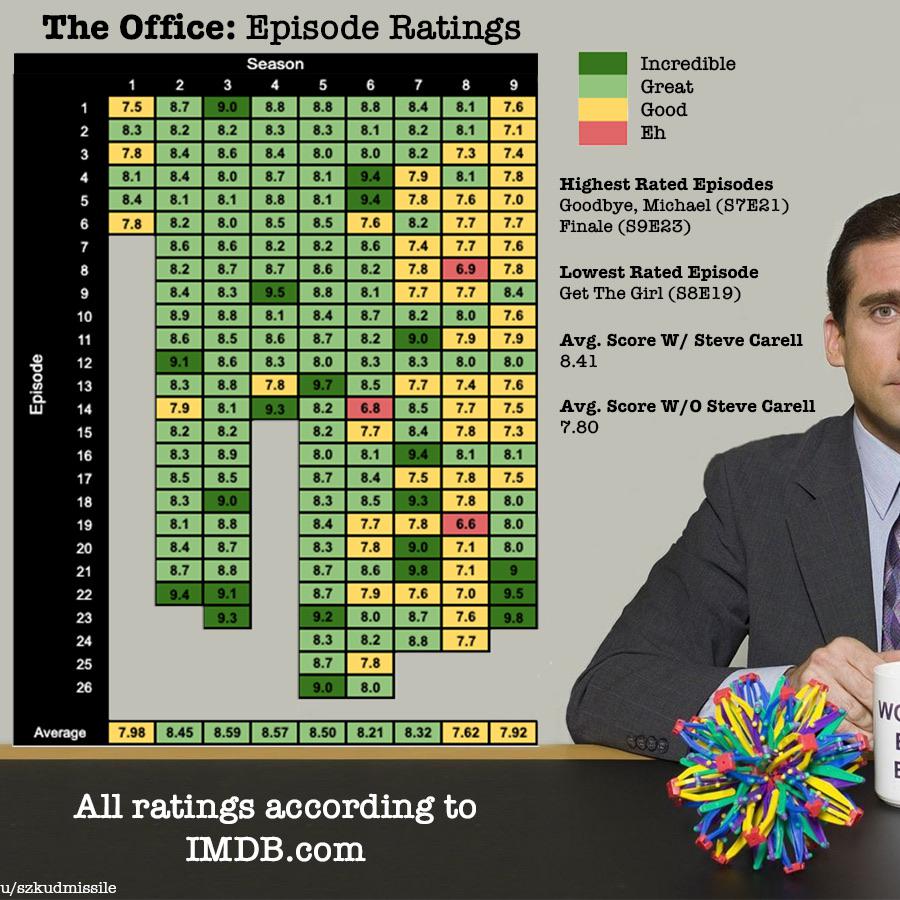 The Office: Episode Ratings
Season
1 2 3 4 5 6 7 8 9
1 7.5 8.7 9.0 8.8 8.8 8.8 8.4 8.1 7.6
2 8.3 8.2 8.2 8.3 8.3 8.1 8.2 8.1 7.1
3 7.8 8.4 8.6 8.4 8.0 8.0 8.2 7.3 7.4
4 8.1 8.4 8.0 8.7 8.1 9.4 7.9 8.1 7.8
5 8.4 8.1 8.1 8.8 8.1 9.4 7.8 7.6 7.0
6 7.8 8.2 8.0 8.5 8.5 7.6 8.2 7.7 7.7
7 8.6 8.6 8.2 8.2 8.6 7.4 7.7 7.6
8 8.2 8.7 8.7 8.6 8.2 7.8 6.9 7.8
9 8.4 8.3 9.5 8.8 8.1 7.7 7.7 8.4
10 8.9 8.8 8.1 8.4 8.7 8.2 8.0 7.6
11 8.6 8.5 8.6 8.7 8.2 9.0 7.9 7.9
12 9.1 8.6 8.3 8.0 8.3 8.3 8.0 8.0
13 8.3 8.8 7.8 9.7 8.5 7.7 7.4 7.6
14 7.9 8.1 9.3 8.2 6.8 8.5 7.7 7.5
15 8.2 8.2 8.2 7.7 8.4 7.8 7.3
16 8.3 8.9 8.0 8.1 9.4 8.1 8.1
17 8.5 8.5 8.7 8.4 7.5 7.8 7.5
18 8.3 9.0 8.3 8.5 9.3 7.8 8.0
19 8.1 8.8 8.4 7.7 7.8 6.6 8.0
20 8.4 8.7 8.3 7.8 9.0 7.1 8.0
21 8.7 8.8 8.7 8.6 9.8 7.1 9
22 9.4 9.1 8.7 7.9 7.6 7.0 9.5
23 9.3 9.2 8.0 8.7 7.6 9.8
24 8.3 8.2 8.8 7.7
25 8.7 7.8
26 9.0 8.0
Episode
Average 7.98 8.45 8.59 8.57 8.50 8.21 8.32 7.62 7.92
Incredible
Great
Good
Eh
Highest Rated Episodes
Goodbye, Michael (S7E21)
Finale (S9E23)
Lowest Rated Episode
Get The Girl (S8E19)
Avg. Score W/ Steve Carell
8.41
Avg. Score W/O Steve Carell
7.80
All ratings according to
IMDB.com
u/szkudmissile